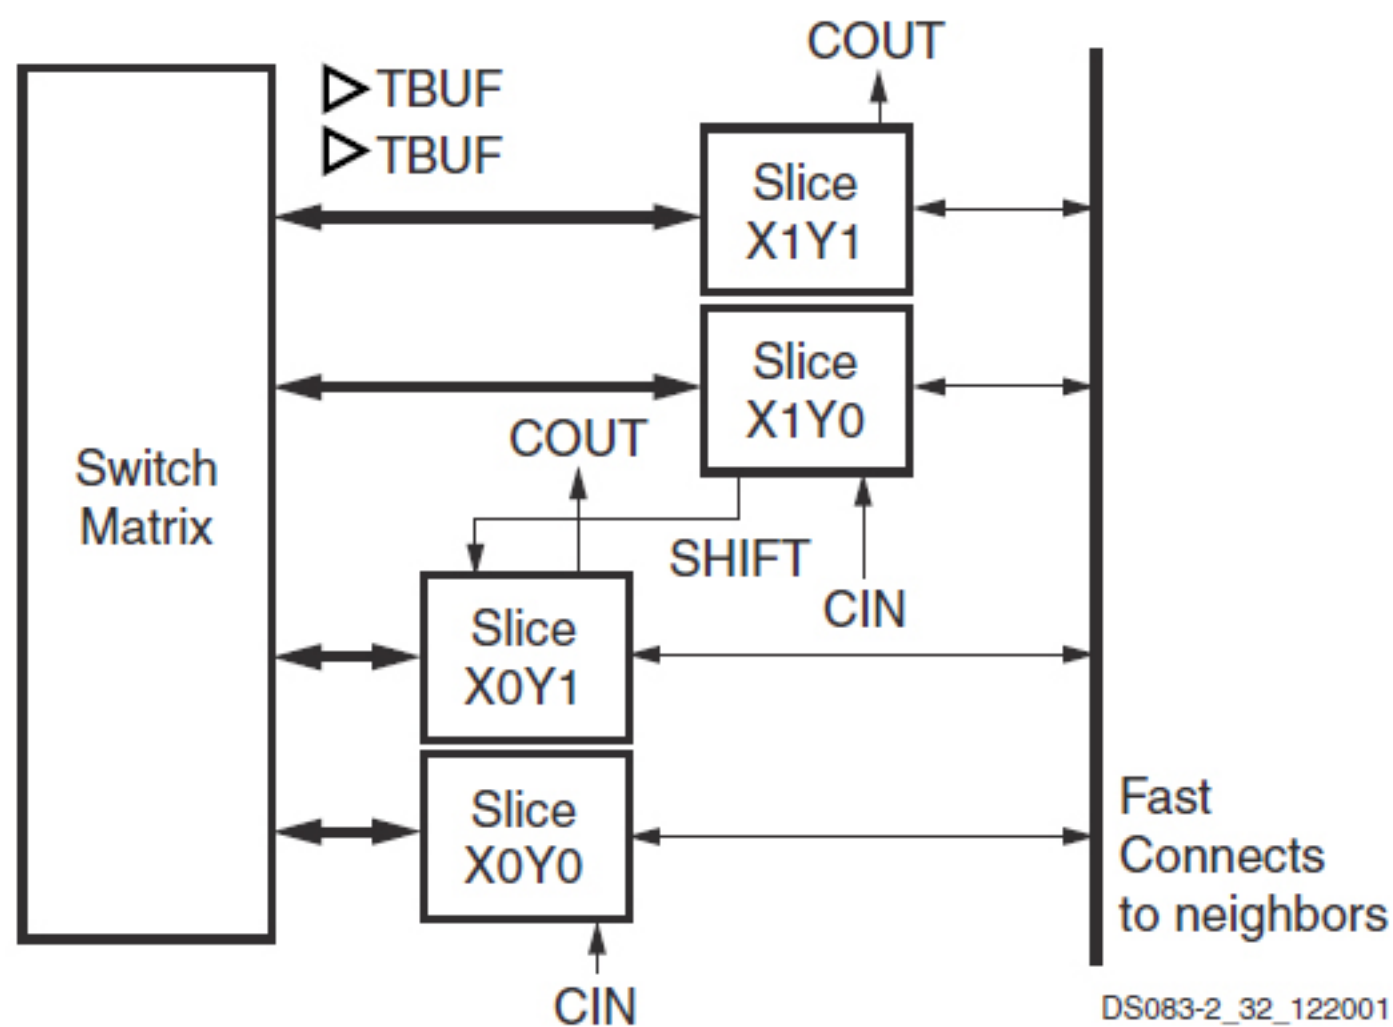 COUT
TBUF
TBUF
Slice
X1Y1
Slice
X1Y0
COUT
Switch
Matrix
SHIFT
CIN
Slice
X0Y1
Slice
X0Y0
Fast
Connects
to neighbors
CIN
DS083-2_32_122001